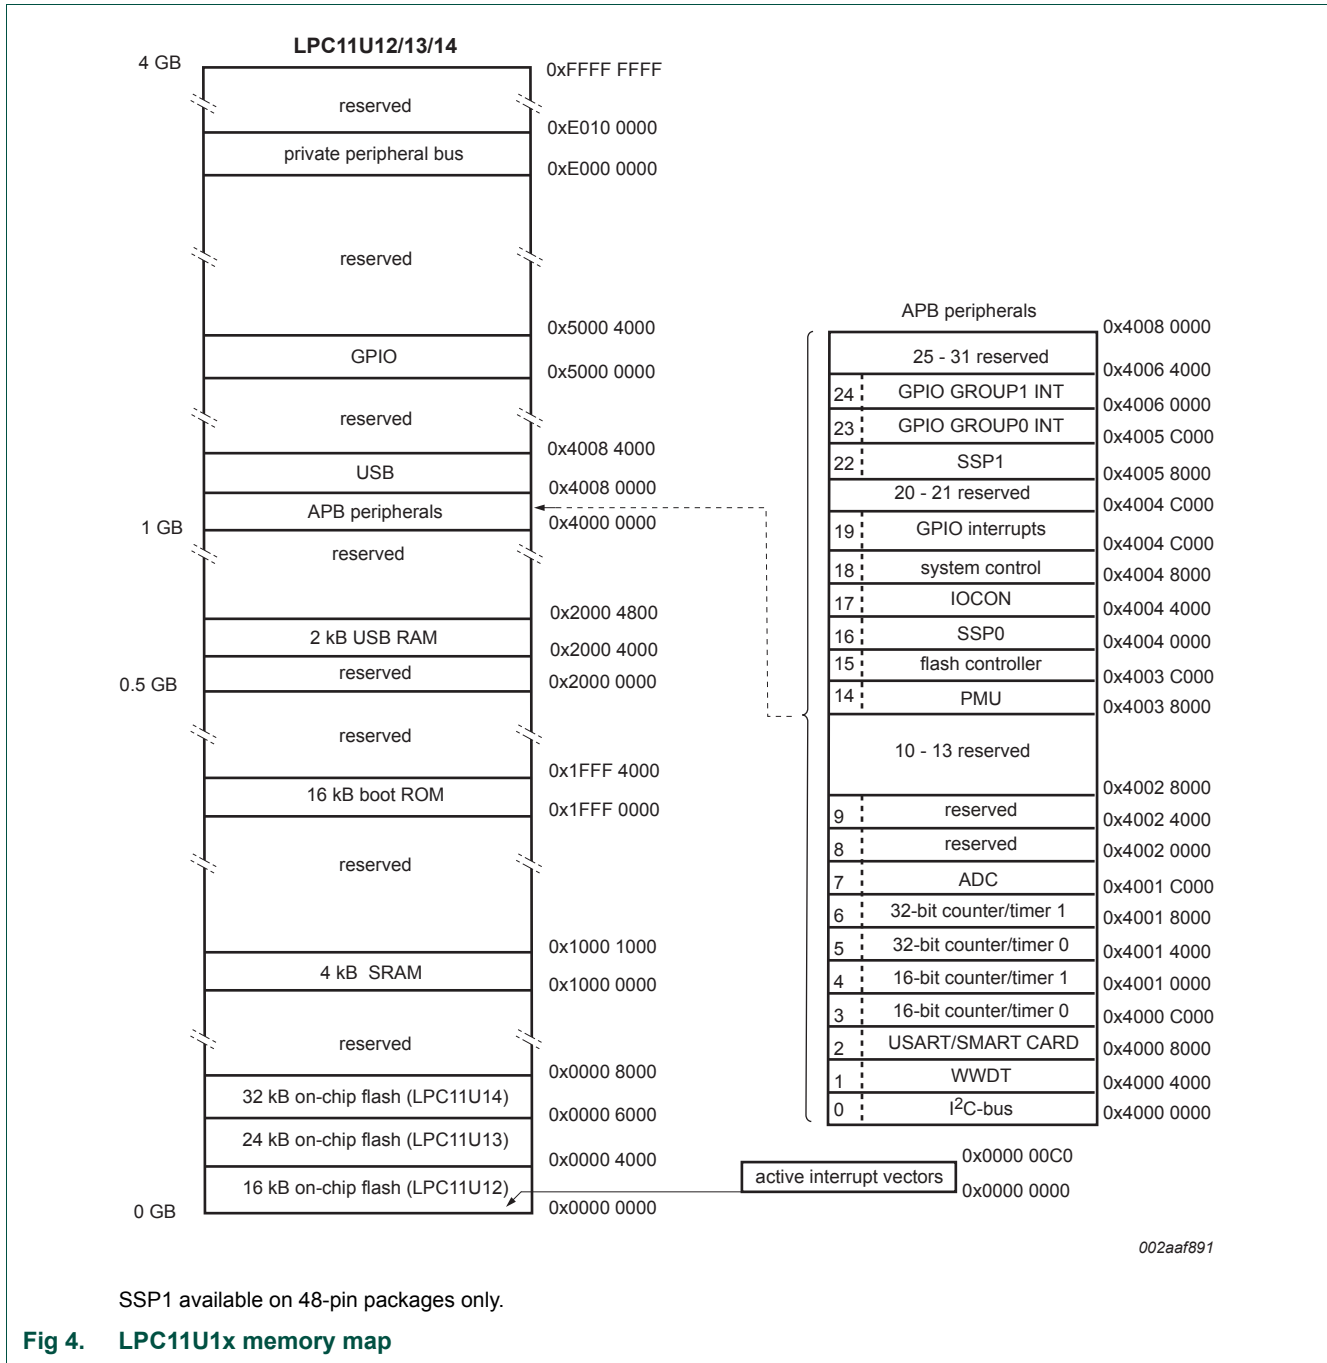 LPC11U12/13/14
4 GB
0xFFFF FFFF
reserved
0xE010 0000
private peripheral bus
0xE000 0000
reserved
0x5000 4000
GPIO
0x5000 0000
reserved
0x4008 4000
USB
0x4008 0000
APB peripherals
1 GB
0x4000 0000
reserved
0x2000 4800
2 kB USB RAM
0x2000 4000
reserved
0.5 GB
0x2000 0000
reserved
0x1FFF 4000
16 kB boot ROM
0x1FFF 0000
reserved
0x1000 1000
4 kB SRAM
0x1000 0000
reserved
0x0000 8000
32 kB on-chip flash (LPC11U14)
0x0000 6000
24 kB on-chip flash (LPC11U13)
0x0000 4000
16 kB on-chip flash (LPC11U12)
0 GB
0x0000 0000
APB peripherals
0x4008 0000
25 - 31 reserved
0x4006 4000
24 GPIO GROUP1 INT
0x4006 0000
23 GPIO GROUP0 INT
0x4005 C000
22 SSP1
0x4005 8000
20 - 21 reserved
0x4004 C000
19 GPIO interrupts
0x4004 C000
18 system control
0x4004 8000
17 IOCON
0x4004 4000
16 SSP0
0x4004 0000
15 flash controller
0x4003 C000
14 PMU
0x4003 8000
10 - 13 reserved
0x4002 8000
9 reserved
0x4002 4000
8 reserved
0x4002 0000
7 ADC
0x4001 C000
6 32-bit counter/timer 1
0x4001 8000
5 32-bit counter/timer 0
0x4001 4000
4 16-bit counter/timer 1
0x4001 0000
3 16-bit counter/timer 0
0x4000 C000
2 USART/SMART CARD
0x4000 8000
1 WWDT
0x4000 4000
0 I2C-bus
0x4000 0000
0x0000 00C0
active interrupt vectors
0x0000 0000
002aaf891
SSP1 available on 48-pin packages only.
Fig 4. LPC11U1x memory map